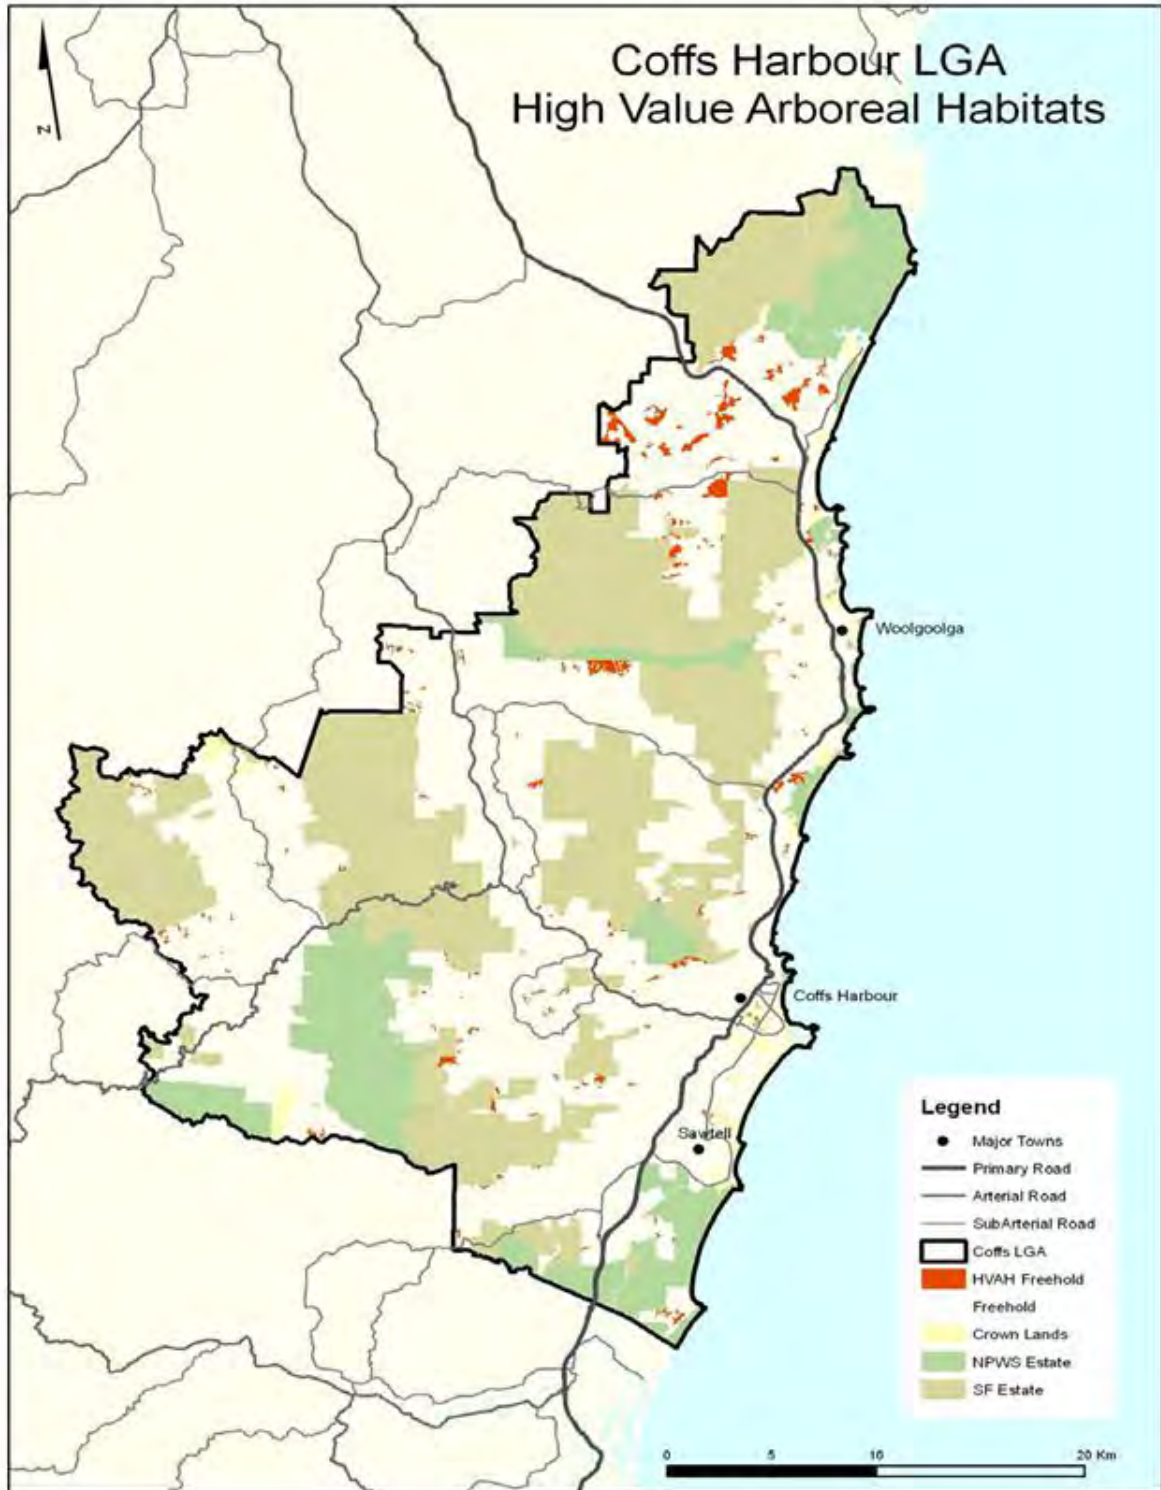 Coffs Harbour LGA
High Value Arboreal Habitats
N
Woolgoolga
Coffs Harbour
Sawtell
Legend
Major Towns
Primary Road
Arterial Road
SubArterial Road
Coffs LGA
HVAH Freehold
Freehold
Crown Lands
NPWS Estate
SF Estate
0 5 10 20 Km